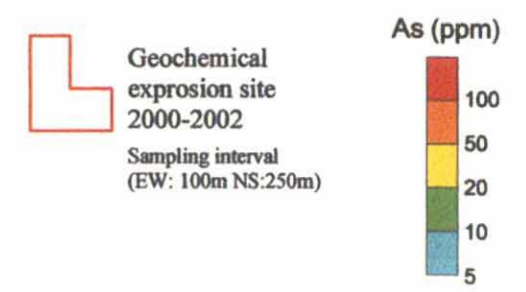 Geochemical
exprosion site
2000-2002
Sampling interval
(EW: 100m NS:250m)
As (ppm)
100
50
20
10
5